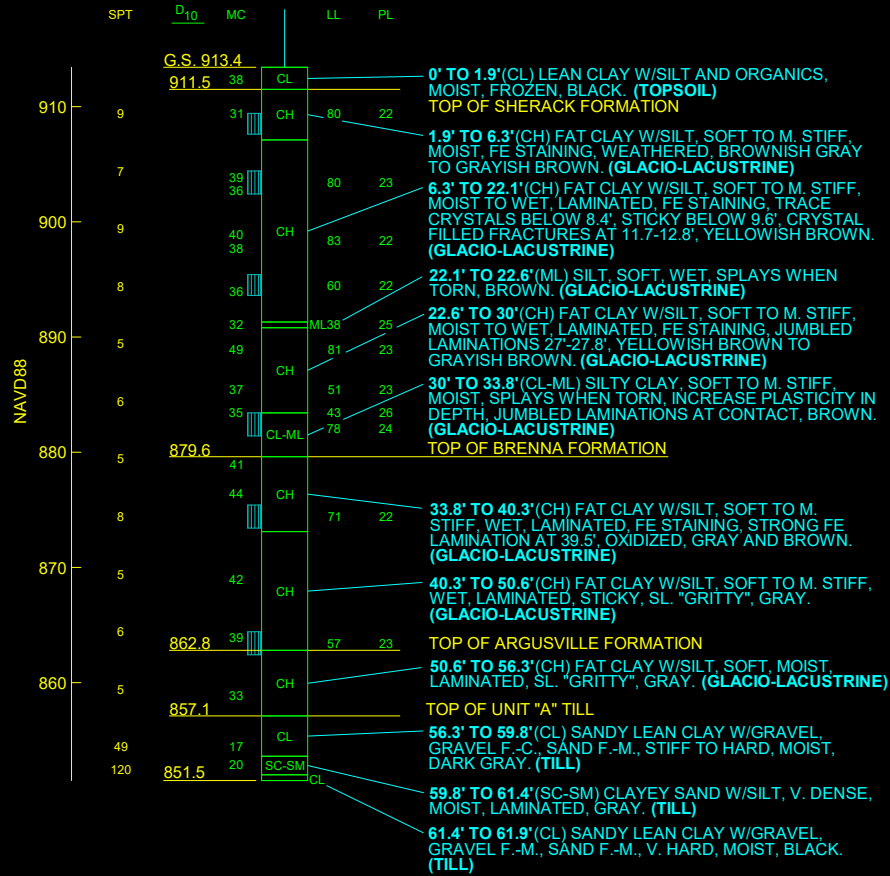 SPT D10 MC LL PL
G.S. 913.4
911.5 38 CL
0' TO 1.9'(CL) LEAN CLAY W/SILT AND ORGANICS,
MOIST, FROZEN, BLACK. (TOPSOIL)
TOP OF SHERACK FORMATION
910
9 31 CH 80 22
1.9' TO 6.3'(CH) FAT CLAY W/SILT, SOFT TO M. STIFF,
MOIST, FE STAINING, WEATHERED, BROWNISH GRAY
TO GRAYISH BROWN. (GLACIO-LACUSTRINE)
7 39 80 23
36
6.3' TO 22.1'(CH) FAT CLAY W/SILT, SOFT TO M. STIFF,
MOIST TO WET, LAMINATED, FE STAINING, TRACE
CRYSTALS BELOW 8.4', STICKY BELOW 9.6', CRYSTAL
FILLED FRACTURES AT 11.7-12.8', YELLOWISH BROWN.
(GLACIO-LACUSTRINE)
900
9 40 CH 83 22
38
8 36 60 22
22.1' TO 22.6'(ML) SILT, SOFT, WET, SPLAYS WHEN
TORN, BROWN. (GLACIO-LACUSTRINE)
32 ML 38 25
890
NAVD88
5 49 81 23
22.6' TO 30'(CH) FAT CLAY W/SILT, SOFT TO M. STIFF,
MOIST TO WET, LAMINATED, FE STAINING, JUMBLED
LAMINATIONS 27'-27.8', YELLOWISH BROWN TO
GRAYISH BROWN. (GLACIO-LACUSTRINE)
CH
6 37 51 23
35 43 26
CL-ML 78 24
30' TO 33.8'(CL-ML) SILTY CLAY, SOFT TO M. STIFF,
MOIST, SPLAYS WHEN TORN, INCREASE PLASTICITY IN
DEPTH, JUMBLED LAMINATIONS AT CONTACT, BROWN.
(GLACIO-LACUSTRINE)
880 879.6 TOP OF BRENNA FORMATION
5 41
44 CH
8 71 22
33.8' TO 40.3'(CH) FAT CLAY W/SILT, SOFT TO M.
STIFF, WET, LAMINATED, FE STAINING, STRONG FE
LAMINATION AT 39.5', OXIDIZED, GRAY AND BROWN.
(GLACIO-LACUSTRINE)
870
5 42 CH
40.3' TO 50.6'(CH) FAT CLAY W/SILT, SOFT TO M. STIFF,
WET, LAMINATED, STICKY, SL. "GRITTY", GRAY.
(GLACIO-LACUSTRINE)
6 39 57 23
862.8 TOP OF ARGUSVILLE FORMATION
860
5 33 CH
50.6' TO 56.3'(CH) FAT CLAY W/SILT, SOFT, MOIST,
LAMINATED, SL. "GRITTY", GRAY. (GLACIO-LACUSTRINE)
857.1 TOP OF UNIT "A" TILL
49 17 CL
56.3' TO 59.8'(CL) SANDY LEAN CLAY W/GRAVEL,
GRAVEL F.-C., SAND F.-M., STIFF TO HARD, MOIST,
DARK GRAY. (TILL)
120 20 SC-SM
851.5 CL
59.8' TO 61.4'(SC-SM) CLAYEY SAND W/SILT, V. DENSE,
MOIST, LAMINATED, GRAY. (TILL)
61.4' TO 61.9'(CL) SANDY LEAN CLAY W/GRAVEL,
GRAVEL F.-M., SAND F.-M., V. HARD, MOIST, BLACK.
(TILL)